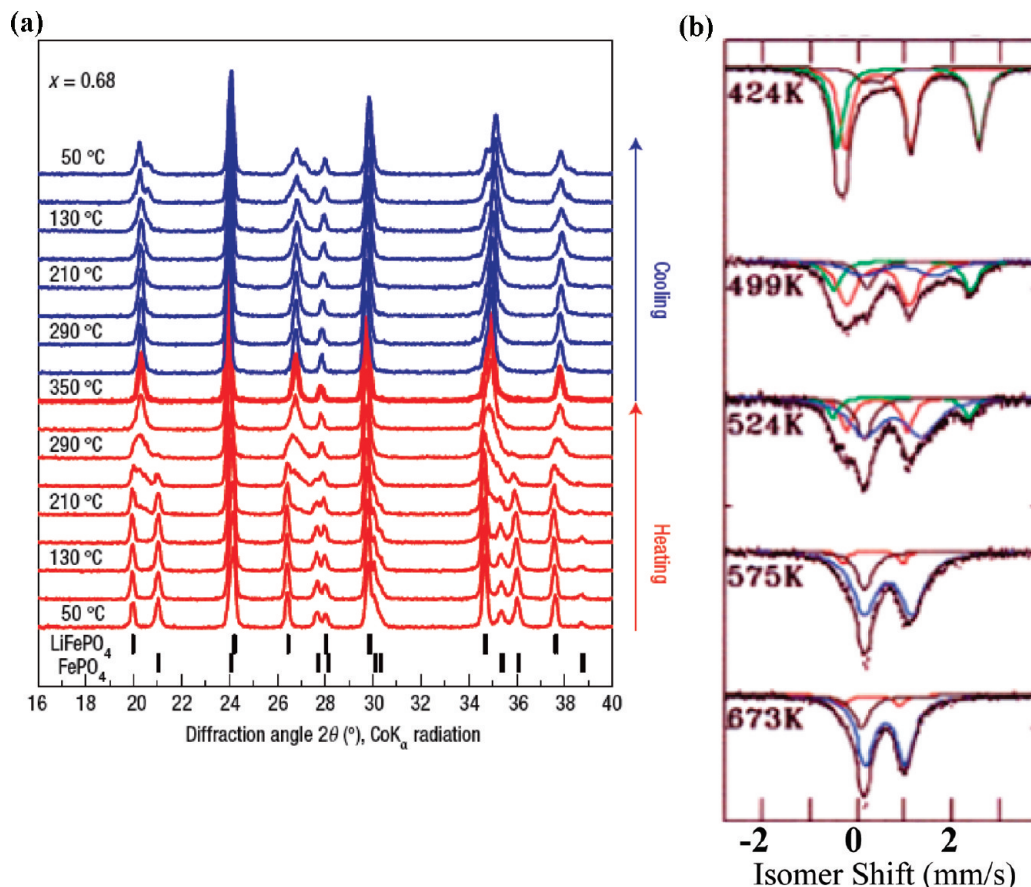 (a)
x = 0.68
50 °C
130 °C
210 °C
290 °C
350 °C
290 °C
210 °C
130 °C
50 °C
Cooling
Heating
LiFePO4
FePO4
16 18 20 22 24 26 28 30 32 34 36 38 40
Diffraction angle 2θ (°), CoKα radiation
(b)
424K
499K
524K
575K
673K
-2 0 2
Isomer Shift (mm/s)